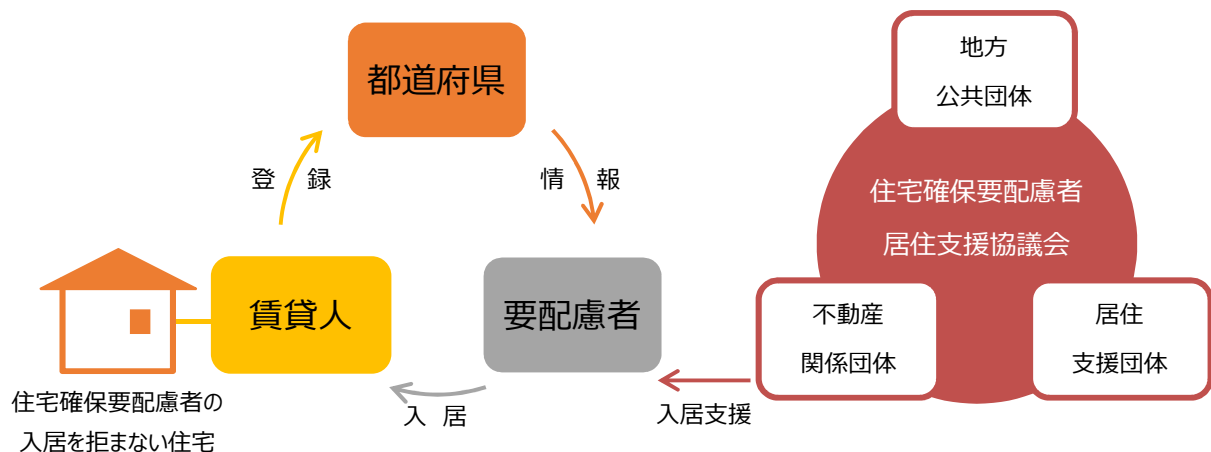 都道府県
登 録
情 報
賃貸人
要配慮者
入 居
入居支援
住宅確保要配慮者の
入居を拒まない住宅
地方
公共団体
住宅確保要配慮者
居住支援協議会
不動産
関係団体
居住
支援団体